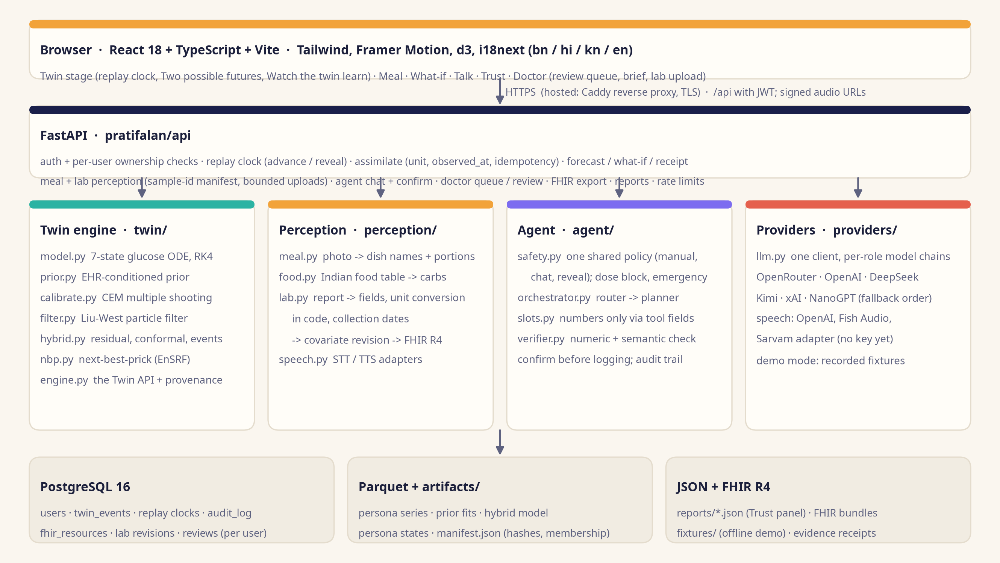 Browser · React 18 + TypeScript + Vite · Tailwind, Framer Motion, d3, i18next (bn / hi / kn / en)
Twin stage (replay clock, Two possible futures, Watch the twin learn) · Meal · What-if · Talk · Trust · Doctor (review queue, brief, lab upload)
HTTPS (hosted: Caddy reverse proxy, TLS) · /api with JWT; signed audio URLs
FastAPI · pratifalan/api
auth + per-user ownership checks · replay clock (advance / reveal) · assimilate (unit, observed_at, idempotency) · forecast / what-if / receipt
meal + lab perception (sample-id manifest, bounded uploads) · agent chat + confirm · doctor queue / review · FHIR export · reports · rate limits
Twin engine · twin/
model.py 7-state glucose ODE, RK4
prior.py EHR-conditioned prior
calibrate.py CEM multiple shooting
filter.py Liu-West particle filter
hybrid.py residual, conformal, events
nbp.py next-best-prick (EnSRF)
engine.py the Twin API + provenance
Perception · perception/
meal.py photo -> dish names + portions
food.py Indian food table -> carbs
lab.py report -> fields, unit conversion
in code, collection dates
-> covariate revision -> FHIR R4
speech.py STT / TTS adapters
Agent · agent/
safety.py one shared policy (manual,
chat, reveal); dose block, emergency
orchestrator.py router -> planner
slots.py numbers only via tool fields
verifier.py numeric + semantic check
confirm before logging; audit trail
Providers · providers/
llm.py one client, per-role model chains
OpenRouter · OpenAI · DeepSeek
Kimi · xAI · NanoGPT (fallback order)
speech: OpenAI, Fish Audio,
Sarvam adapter (no key yet)
demo mode: recorded fixtures
PostgreSQL 16
users · twin_events · replay clocks · audit_log
fhir_resources · lab revisions · reviews (per user)
Parquet + artifacts/
persona series · prior fits · hybrid model
persona states · manifest.json (hashes, membership)
JSON + FHIR R4
reports/*.json (Trust panel) · FHIR bundles
fixtures/ (offline demo) · evidence receipts